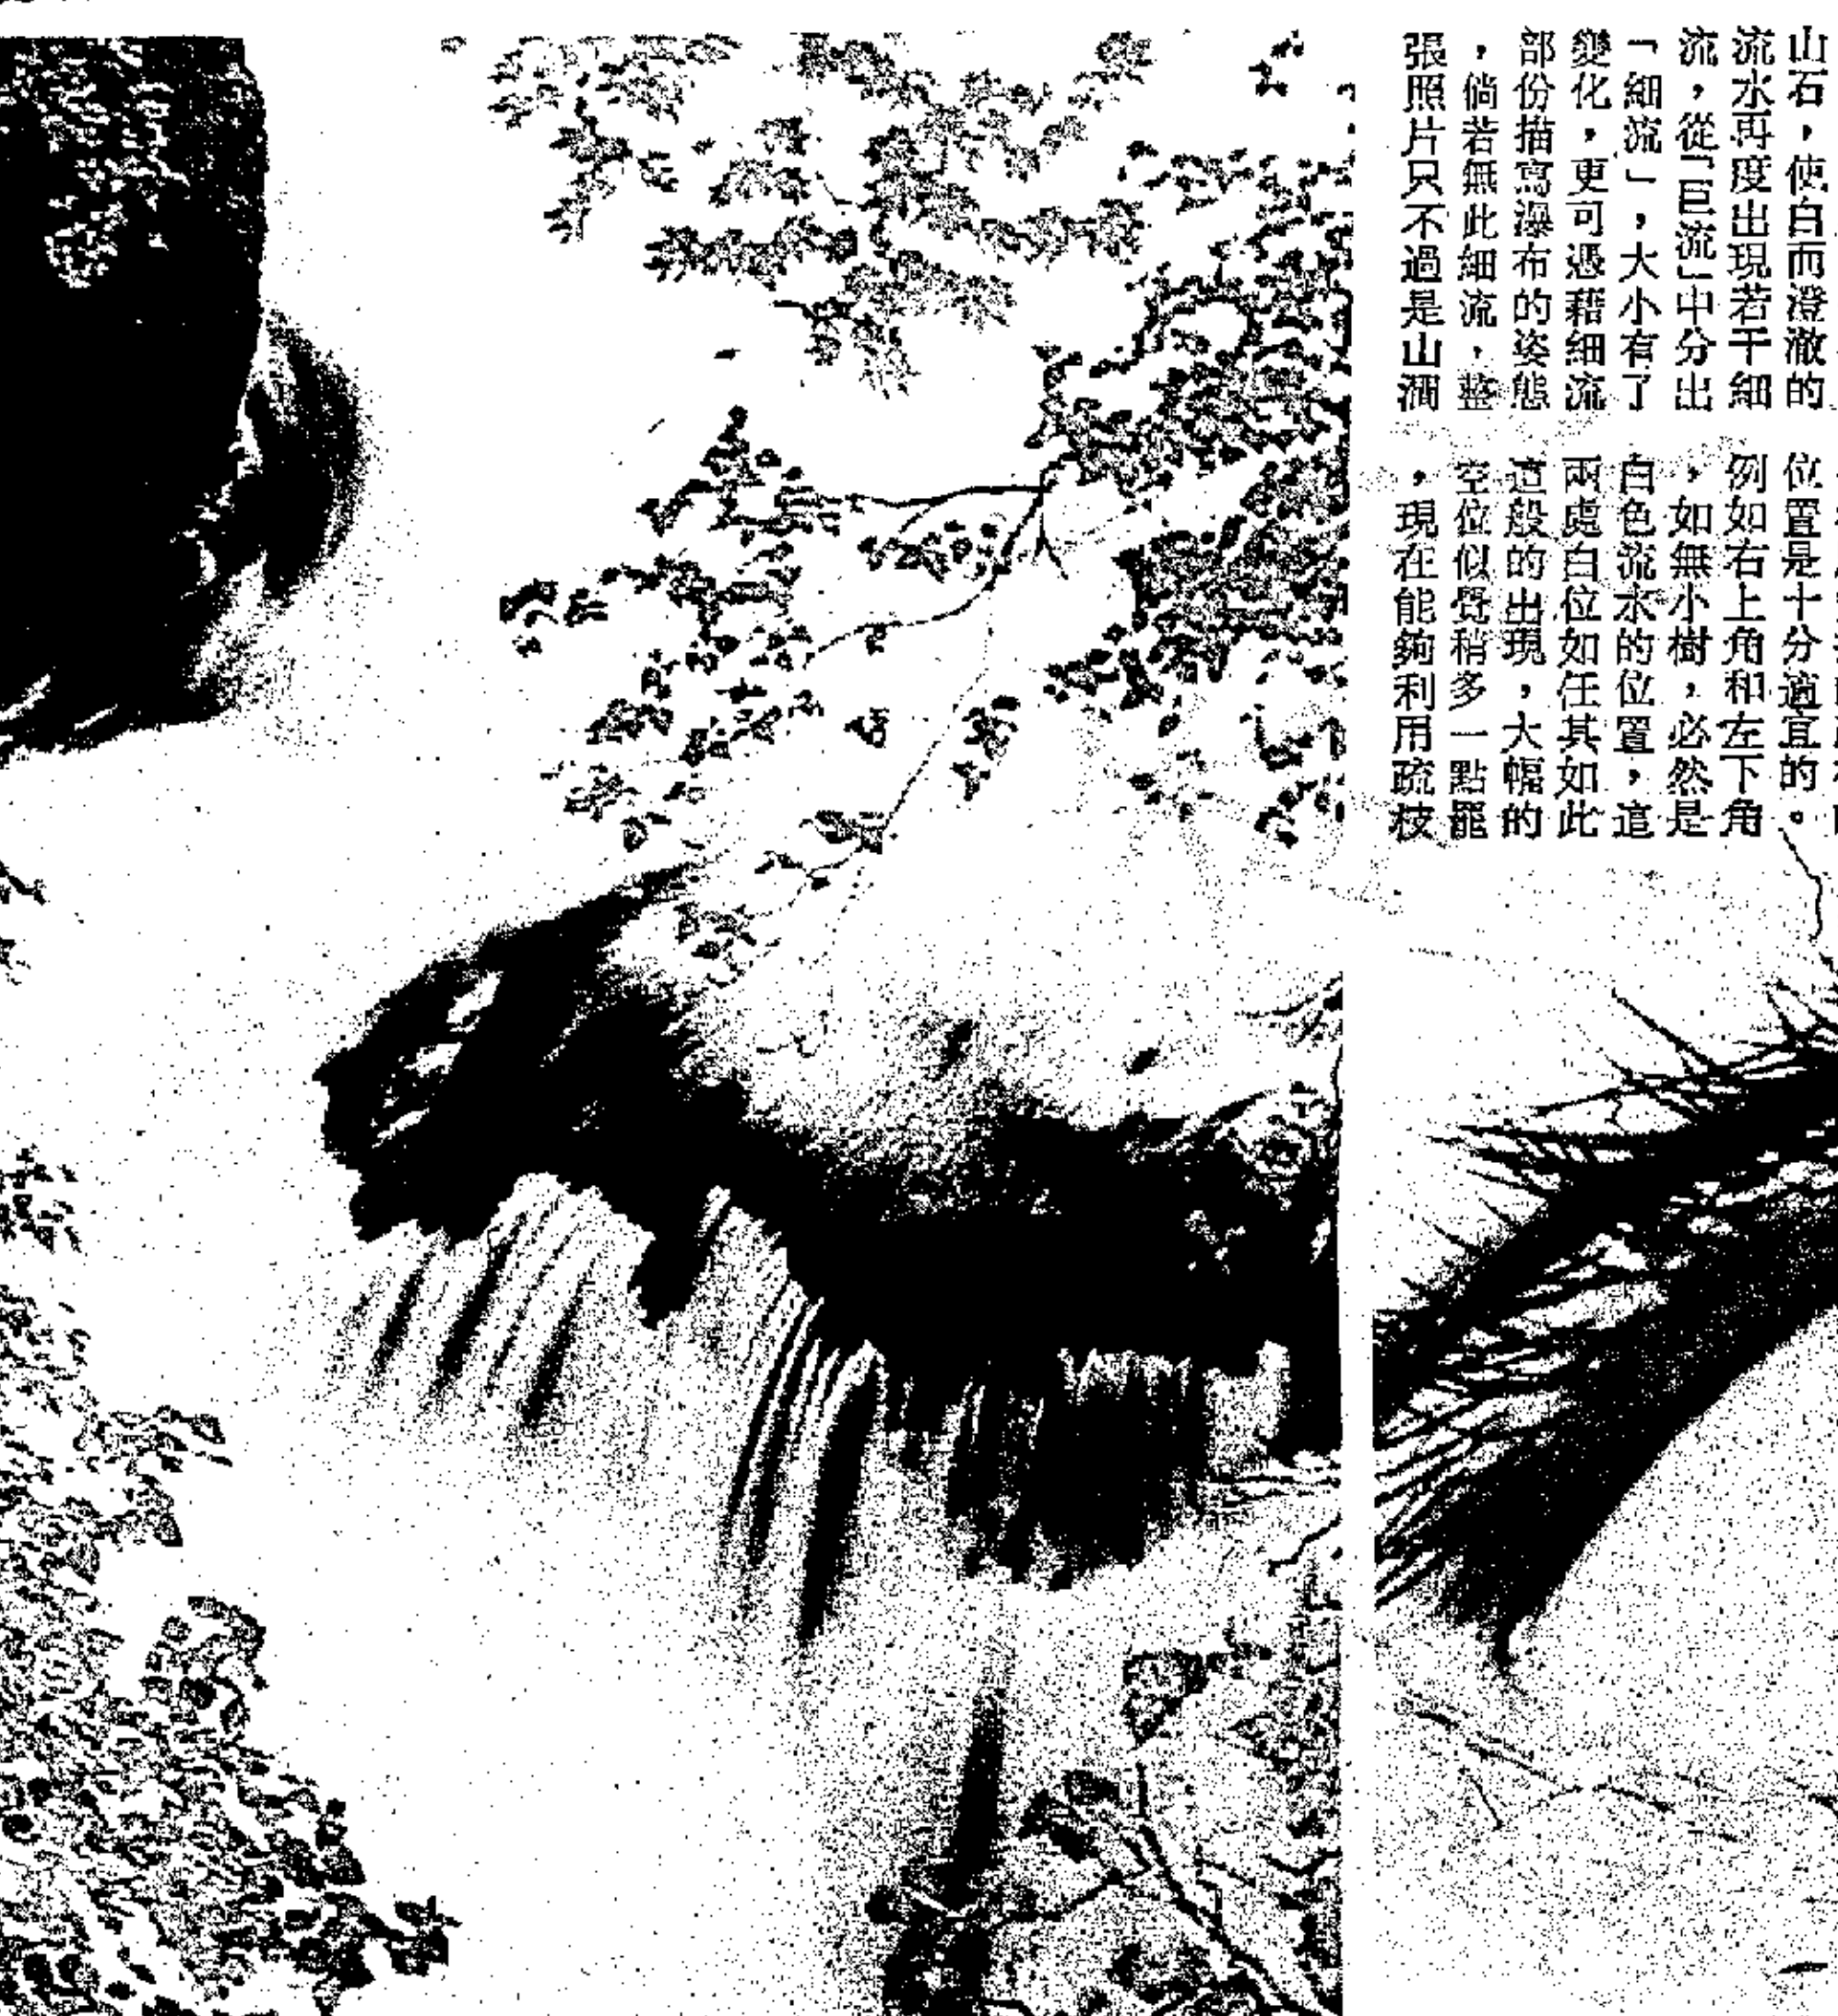 山石，使白而澄澈的
流水再度出現若干細
流，從「巨流」中分出
「細流」，大小有了
變化，更可憑藉細流
部份描寫瀑布的姿態
，倘若無此細流，整
張照片只不過是山澗
位置是十分適宜的。
例如右上角和左下角
，如無小樹，必然是
白色流水的位置，這
兩處白位如任其如此
這般的出現，大幅的
空位似覺稍多一點罷
，現在能夠利用疏枝